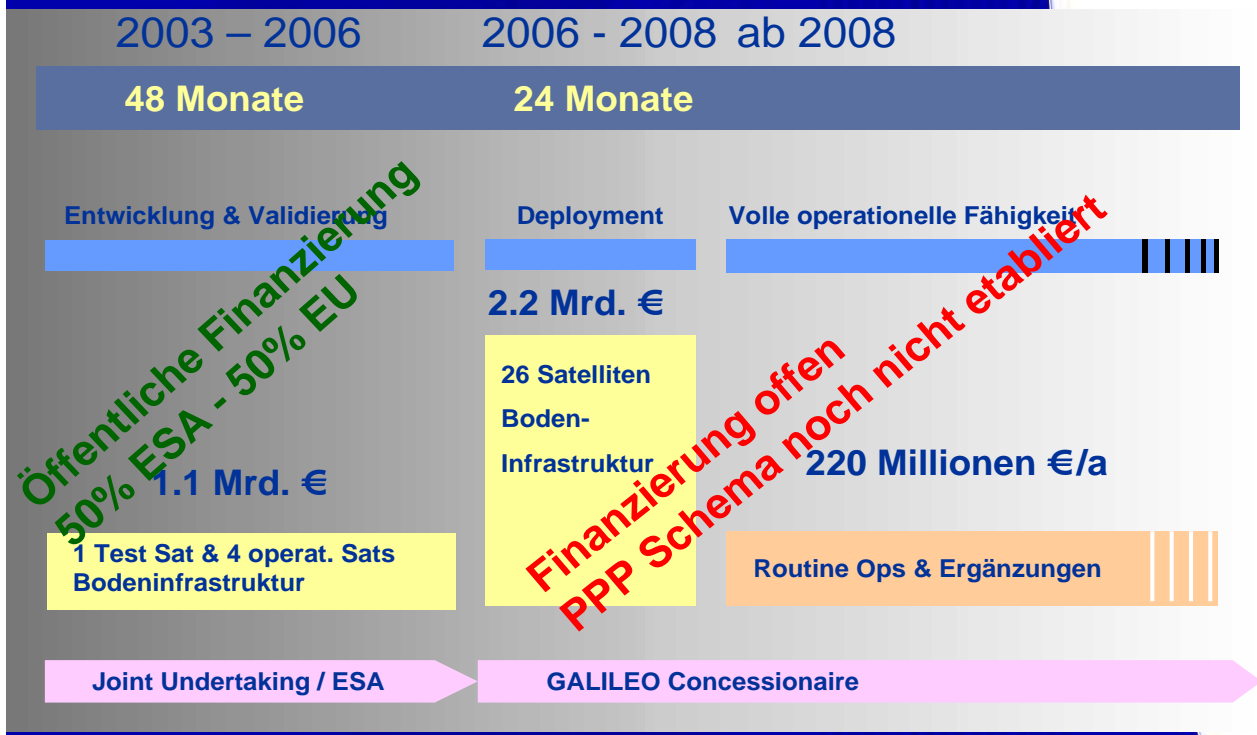 2003 – 2006
2006 - 2008
ab 2008
48 Monate
24 Monate
Entwicklung & Validierung
Deployment
Volle operationelle Fähigkeit
Öffentliche Finanzierung
50% ESA - 50% EU
2.2 Mrd. €
26 Satelliten
Boden-
Infrastruktur
Finanzierung offen
PPP Schema noch nicht etabliert
1.1 Mrd. €
220 Millionen €/a
1 Test Sat & 4 operat. Sats
Bodeninfrastruktur
Routine Ops & Ergänzungen
Joint Undertaking / ESA
GALILEO Concessionaire